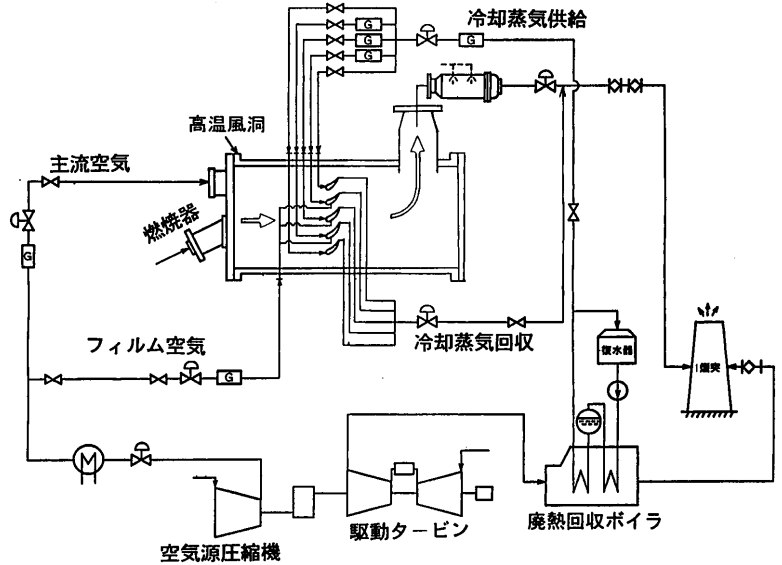 冷却蒸気供給
G
G
G
G
高温風洞
主流空気
燃焼器
G
冷却蒸気回収
フィルム空気
G
復水器
煙突
M
空気源圧縮機
駆動タービン
廃熱回収ボイラ